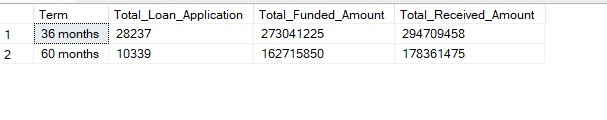 Term Total_Loan_Application Total_Funded_Amount Total_Received_Amount
1 36 months 28237 273041225 294709458
2 60 months 10339 162715850 178361475